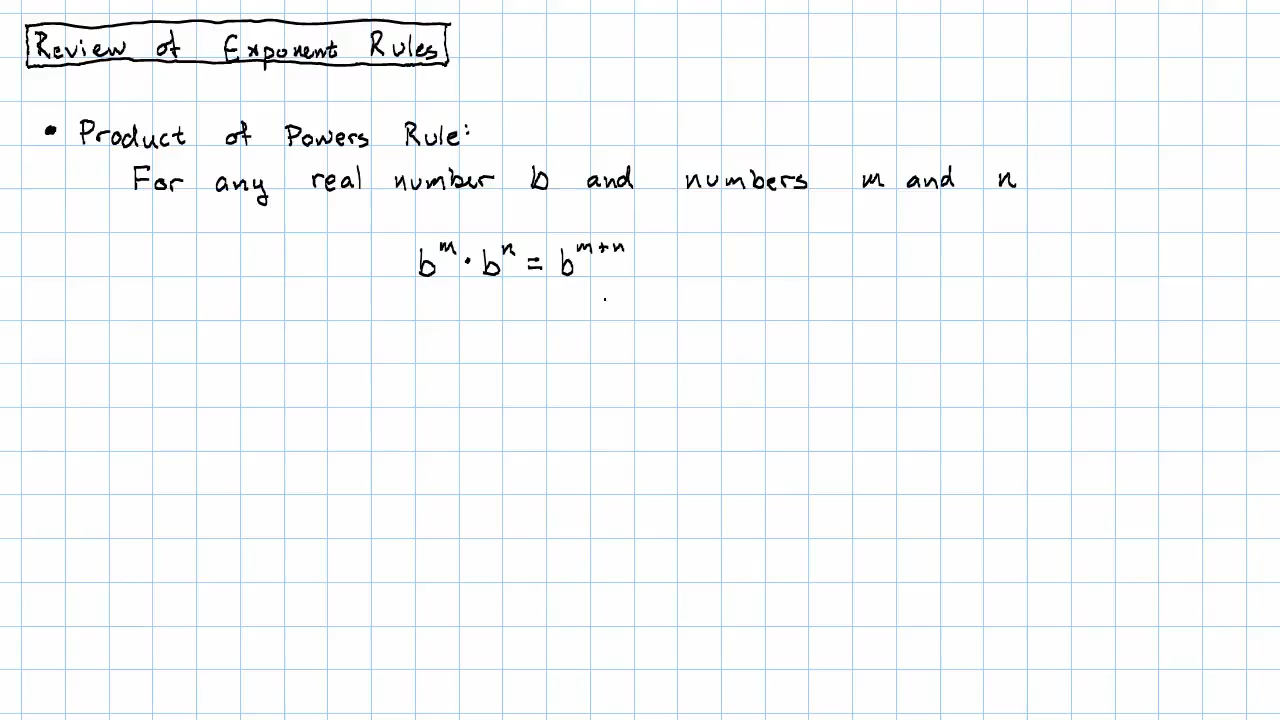 Review of Exponent Rules
• Product of Powers Rule:
For any real number b and numbers m and n
b^m · b^n = b^{m+n}